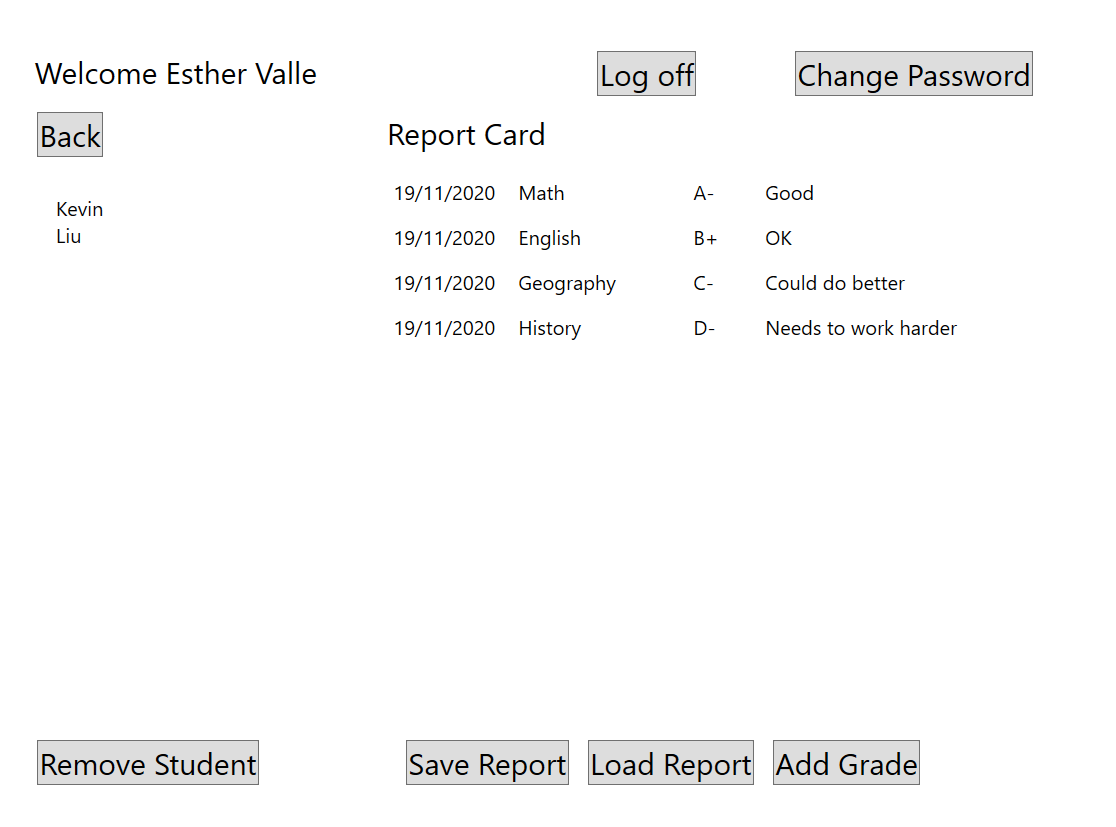 Welcome Esther Valle
Log off
Change Password
Back
Report Card
Kevin
Liu
19/11/2020 Math A- Good
19/11/2020 English B+ OK
19/11/2020 Geography C- Could do better
19/11/2020 History D- Needs to work harder
Remove Student
Save Report
Load Report
Add Grade